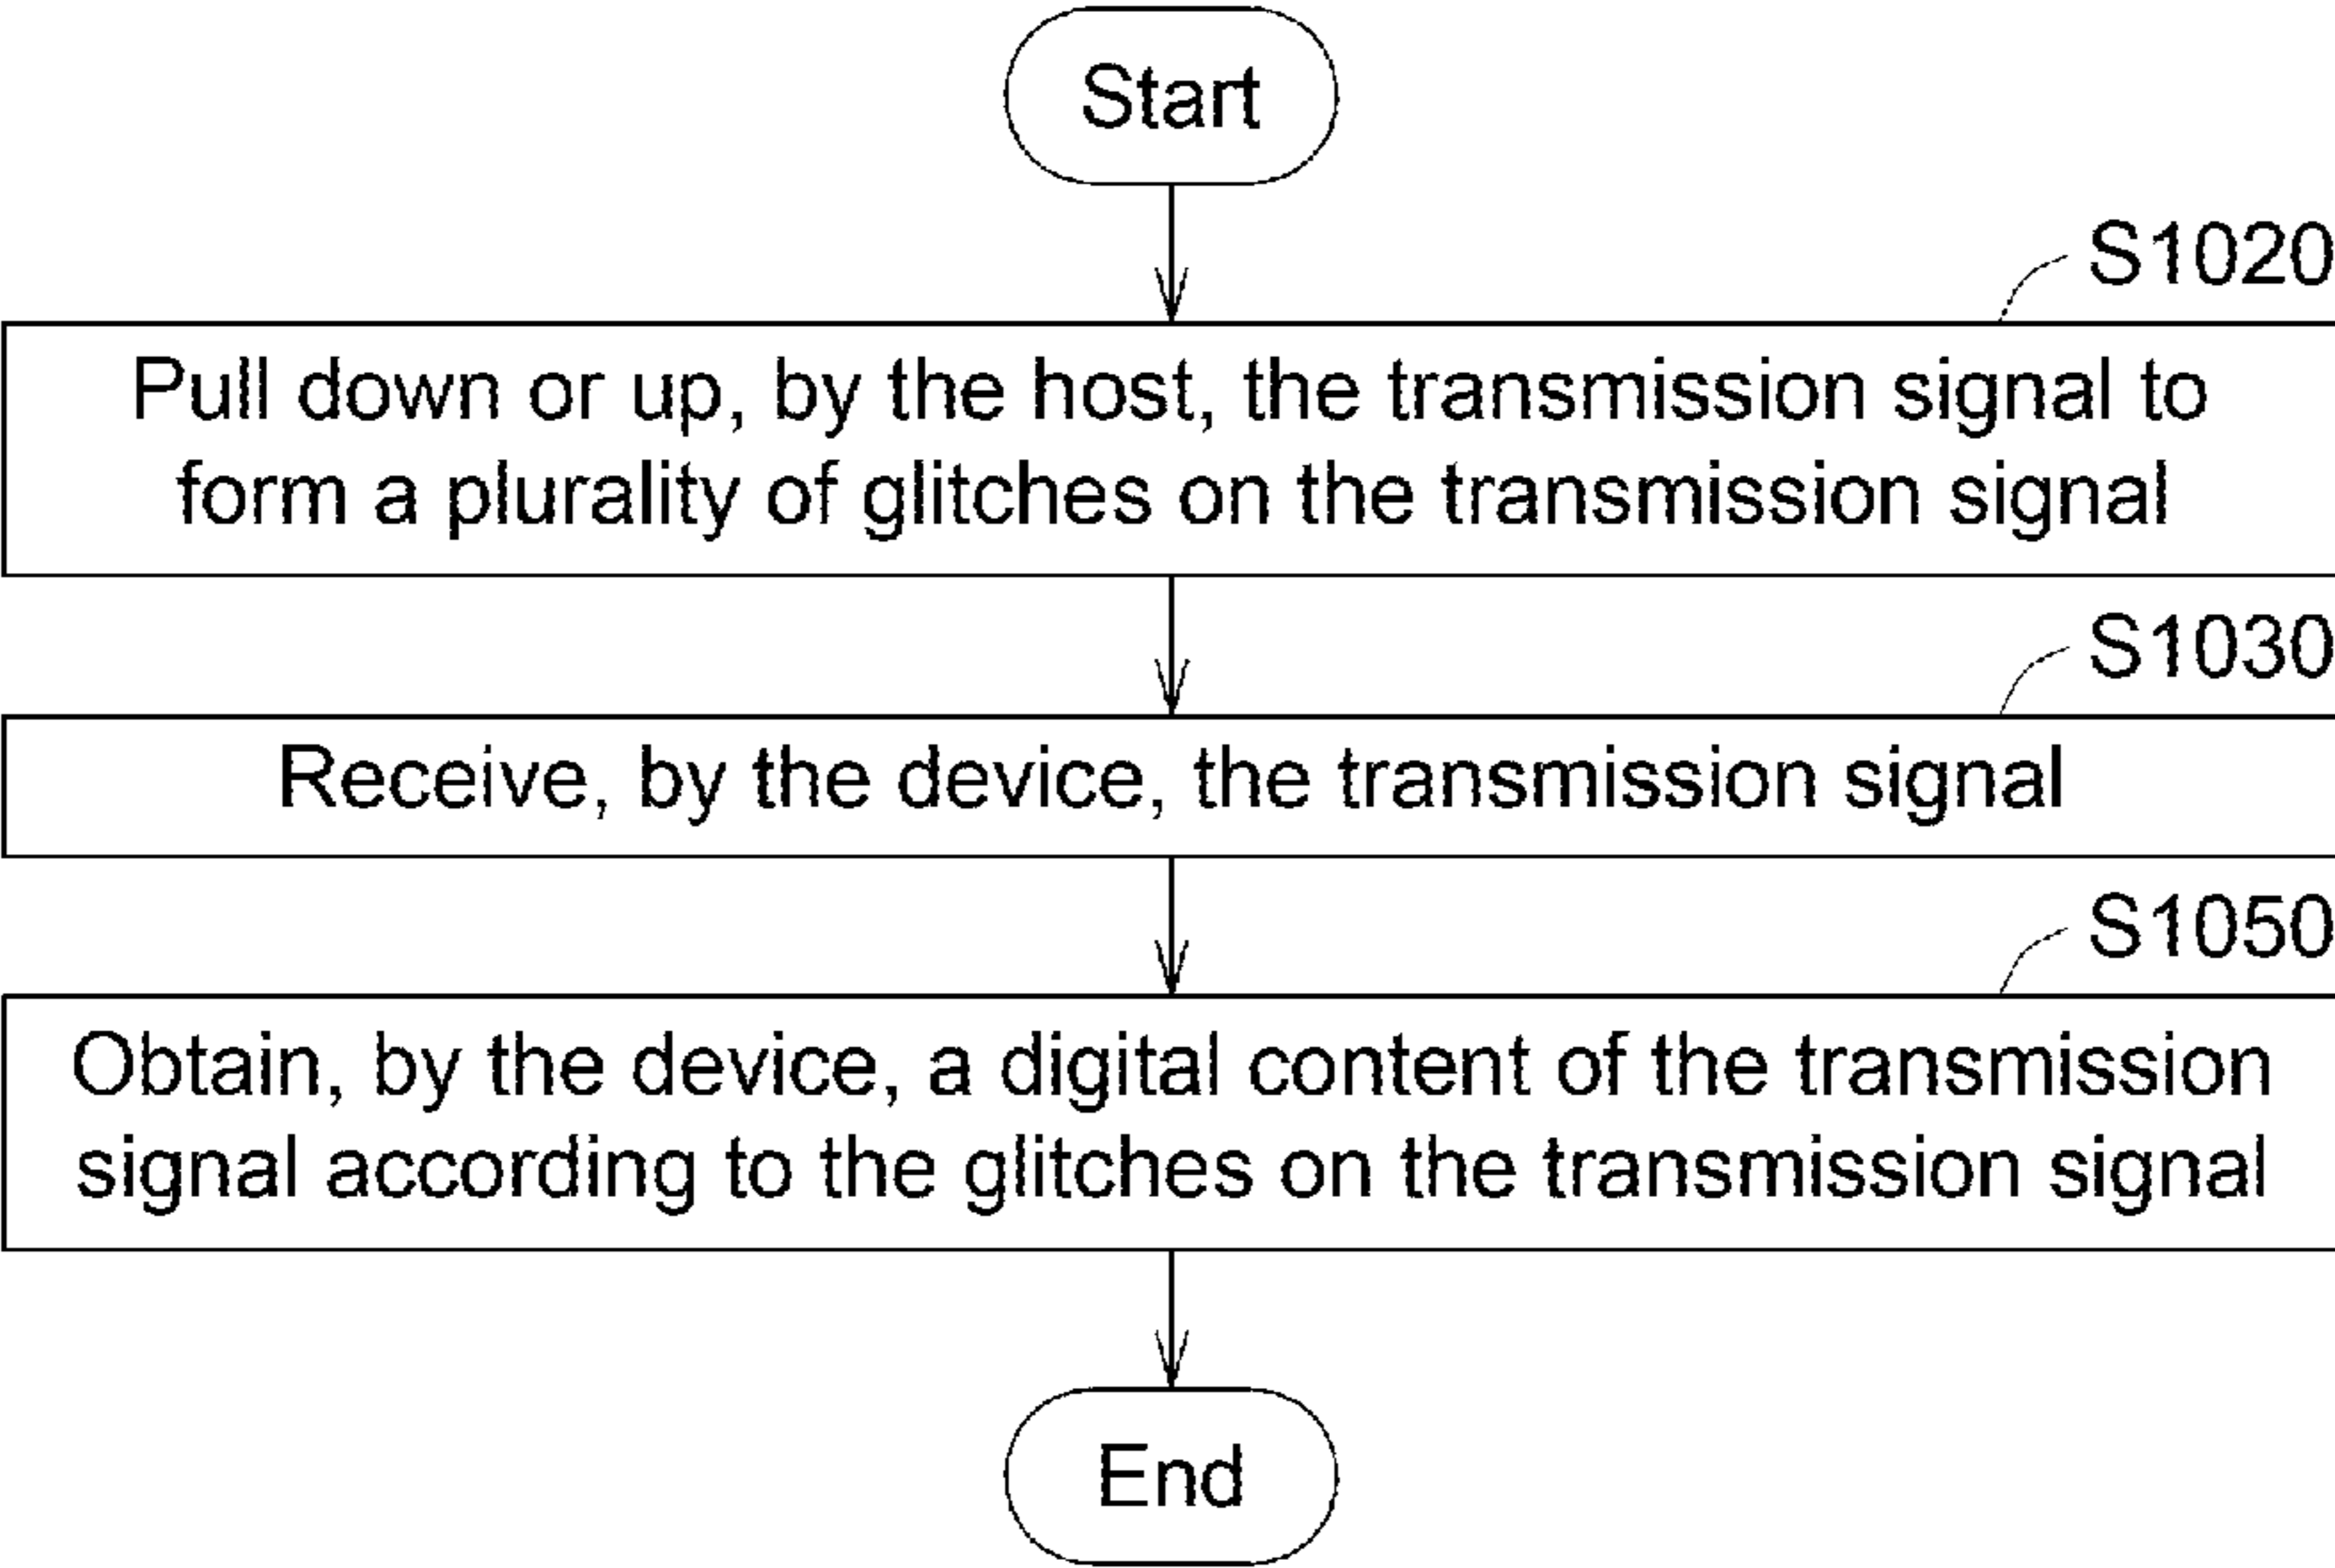 Start
S1020
Pull down or up, by the host, the transmission signal to
form a plurality of glitches on the transmission signal
S1030
Receive, by the device, the transmission signal
S1050
Obtain, by the device, a digital content of the transmission
signal according to the glitches on the transmission signal
End